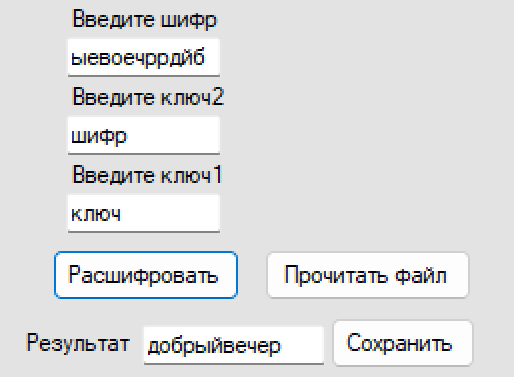 Введите шифр
ыевоечррдйб
Введите ключ2
шифр
Введите ключ1
ключ
Расшифровать Прочитать файл
Результат добрыйвечер Сохранить